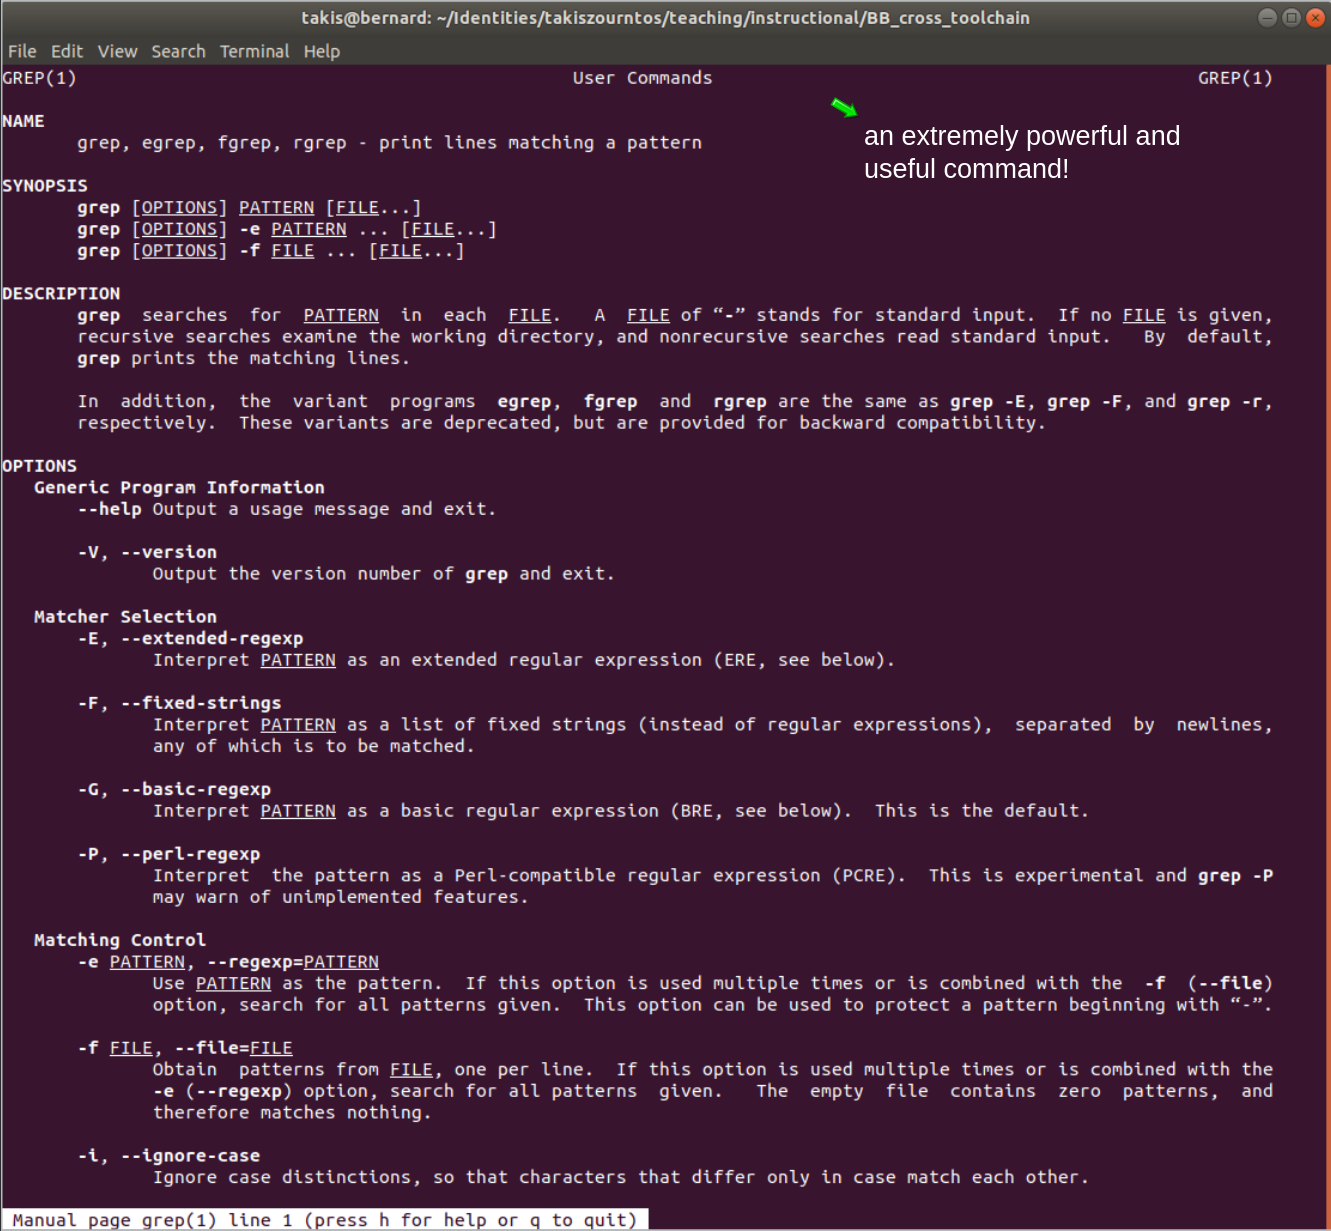 takis@bernard: ~/Identities/takiszourntos/teaching/instructional/BB_cross_toolchain
File Edit View Search Terminal Help
GREP(1) User Commands GREP(1)
NAME
grep, egrep, fgrep, rgrep - print lines matching a pattern
an extremely powerful and
useful command!
SYNOPSIS
grep [OPTIONS] PATTERN [FILE...]
grep [OPTIONS] -e PATTERN ... [FILE...]
grep [OPTIONS] -f FILE ... [FILE...]
DESCRIPTION
grep searches for PATTERN in each FILE. A FILE of “-” stands for standard input. If no FILE is given,
recursive searches examine the working directory, and nonrecursive searches read standard input. By default,
grep prints the matching lines.
In addition, the variant programs egrep, fgrep and rgrep are the same as grep -E, grep -F, and grep -r,
respectively. These variants are deprecated, but are provided for backward compatibility.
OPTIONS
Generic Program Information
--help Output a usage message and exit.
-V, --version
Output the version number of grep and exit.
Matcher Selection
-E, --extended-regexp
Interpret PATTERN as an extended regular expression (ERE, see below).
-F, --fixed-strings
Interpret PATTERN as a list of fixed strings (instead of regular expressions), separated by newlines,
any of which is to be matched.
-G, --basic-regexp
Interpret PATTERN as a basic regular expression (BRE, see below). This is the default.
-P, --perl-regexp
Interpret the pattern as a Perl-compatible regular expression (PCRE). This is experimental and grep -P
may warn of unimplemented features.
Matching Control
-e PATTERN, --regexp=PATTERN
Use PATTERN as the pattern. If this option is used multiple times or is combined with the -f (--file)
option, search for all patterns given. This option can be used to protect a pattern beginning with “-”.
-f FILE, --file=FILE
Obtain patterns from FILE, one per line. If this option is used multiple times or is combined with the
-e (--regexp) option, search for all patterns given. The empty file contains zero patterns, and
therefore matches nothing.
-i, --ignore-case
Ignore case distinctions, so that characters that differ only in case match each other.
Manual page grep(1) line 1 (press h for help or q to quit)